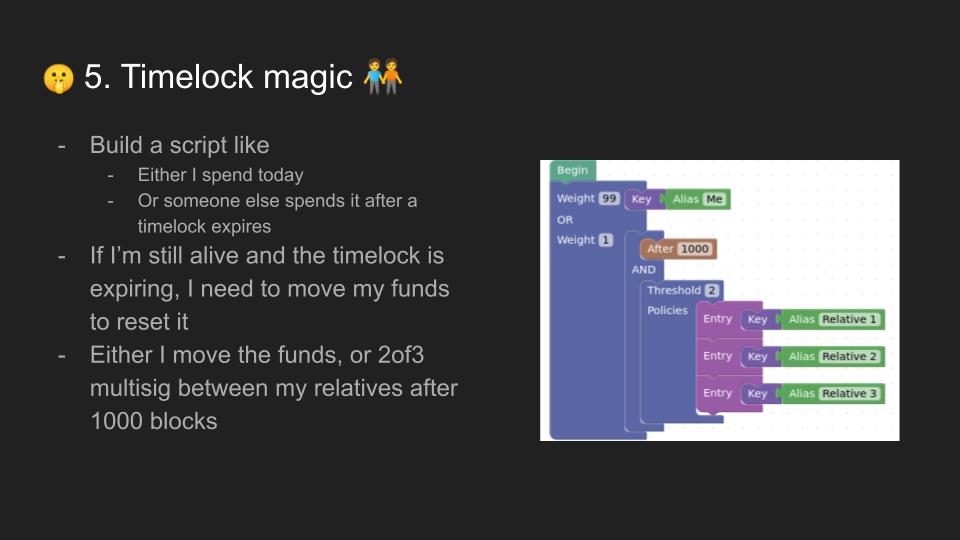 🤫 5. Timelock magic 🧑‍🤝‍🧑
- Build a script like
- Either I spend today
- Or someone else spends it after a
timelock expires
- If I’m still alive and the timelock is
expiring, I need to move my funds
to reset it
- Either I move the funds, or 2of3
multisig between my relatives after
1000 blocks
Begin
Weight 99 Key Alias Me
OR
Weight 1
After 1000
AND
Threshold 2
Policies
Entry Key Alias Relative 1
Entry Key Alias Relative 2
Entry Key Alias Relative 3